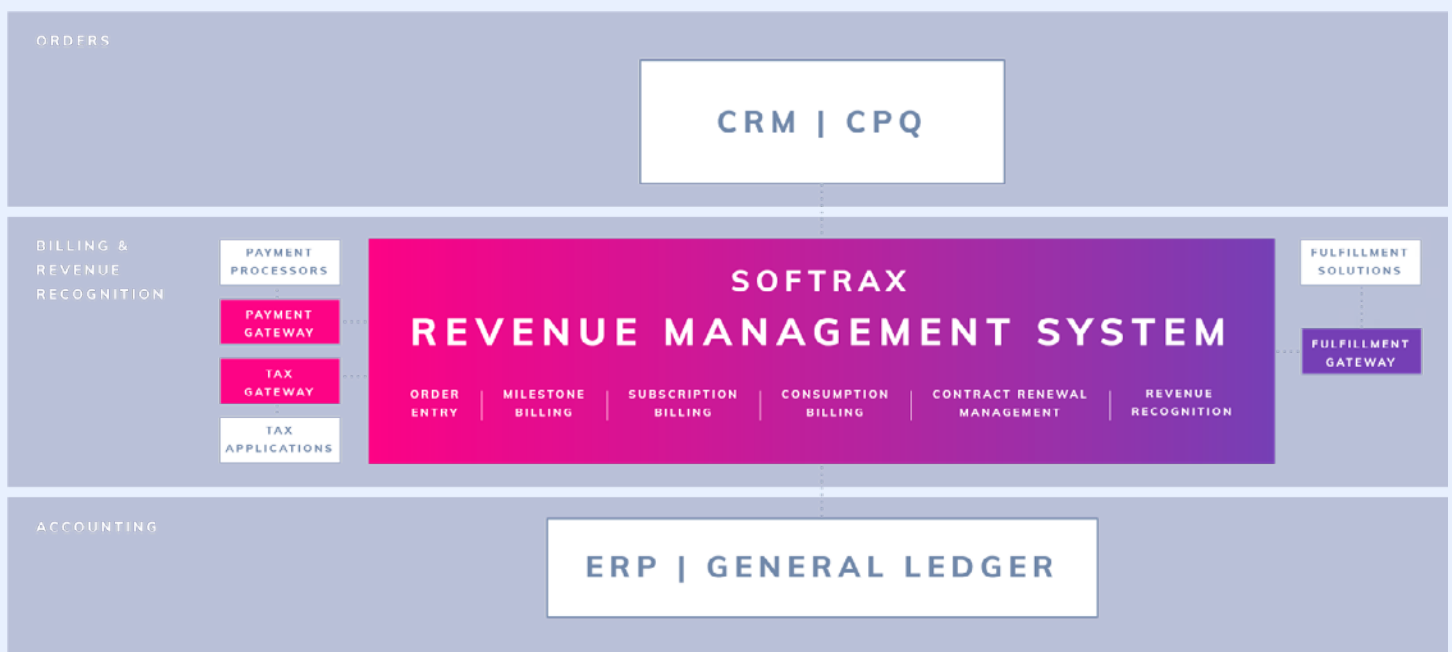 ORDERS
CRM | CPQ
BILLING &
REVENUE
RECOGNITION
PAYMENT
PROCESSORS
PAYMENT
GATEWAY
TAX
GATEWAY
TAX
APPLICATIONS
SOFTRAX
REVENUE MANAGEMENT SYSTEM
ORDER
ENTRY
MILESTONE
BILLING
SUBSCRIPTION
BILLING
CONSUMPTION
BILLING
CONTRACT RENEWAL
MANAGEMENT
REVENUE
RECOGNITION
FULFILLMENT
SOLUTIONS
FULFILLMENT
GATEWAY
ACCOUNTING
ERP | GENERAL LEDGER